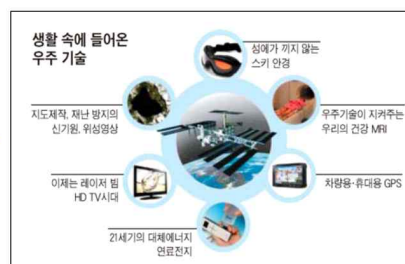 생활 속에 들어온
우주 기술
성에가 끼지 않는
스키 안경
지도제작, 재난 방지의
신기원, 위성영상
우주기술이 지켜주는
우리의 건강 MRI
이제는 레이저 빔
HD TV시대
차량용·휴대용 GPS
21세기의 대체에너지
연료전지